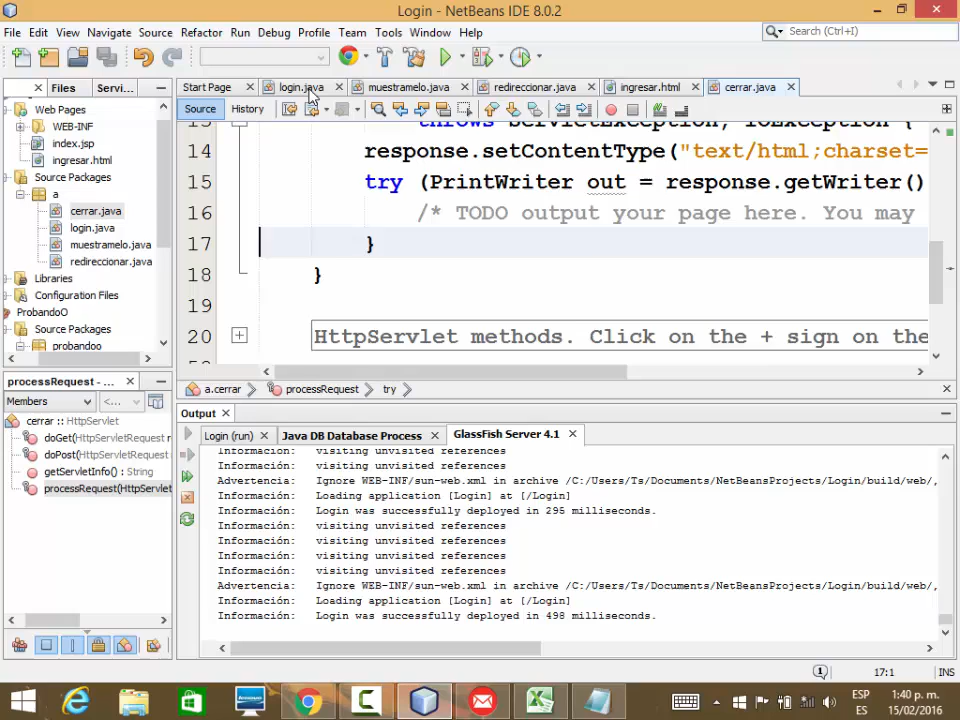 Login - NetBeans IDE 8.0.2
File Edit View Navigate Source Refactor Run Debug Profile Team Tools Window Help
Search (Ctrl+I)
Files Servi...
Start Page login.java muestramelo.java redireccionar.java ingresar.html cerrar.java
Source History
Web Pages
WEB-INF
index.jsp
ingresar.html
Source Packages
a
cerrar.java
login.java
muestramelo.java
redireccionar.java
Libraries
Configuration Files
ProbandoO
Source Packages
probandoo
13 throws ServletException, IOException {
14 response.setContentType("text/html;charset=
15 try (PrintWriter out = response.getWriter()
16 /* TODO output your page here. You may
17 }
18 }
19
20 HttpServlet methods. Click on the + sign on the
a.cerrar processRequest try
processRequest - ...
Members <...
cerrar :: HttpServlet
doGet(HttpServletRequest r
doPost(HttpServletRequest
getServletInfo() : String
processRequest(HttpServlet
Output
Login (run) Java DB Database Process GlassFish Server 4.1
Información: visiting unvisited references
Información: visiting unvisited references
Advertencia: Ignore WEB-INF/sun-web.xml in archive /C:/Users/Ts/Documents/NetBeansProjects/Login/build/web/,
Información: Loading application [Login] at [/Login]
Información: Login was successfully deployed in 295 milliseconds.
Información: visiting unvisited references
Información: visiting unvisited references
Información: visiting unvisited references
Información: visiting unvisited references
Advertencia: Ignore WEB-INF/sun-web.xml in archive /C:/Users/Ts/Documents/NetBeansProjects/Login/build/web/,
Información: Loading application [Login] at [/Login]
Información: Login was successfully deployed in 498 milliseconds.
1 17:1 INS
Lenovo
ESP
ES
1:40 p. m.
15/02/2016